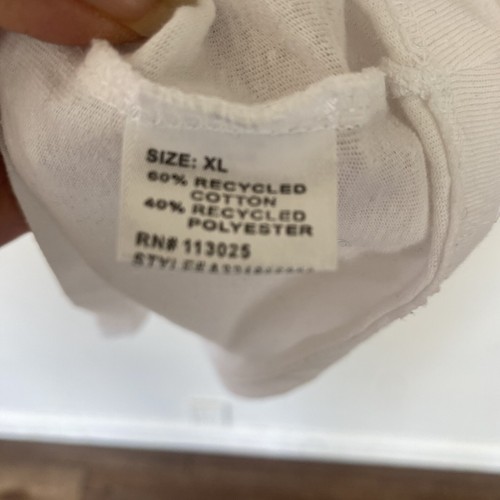 SIZE: XL
60% RECYCLED
COTTON
40% RECYCLED
POLYESTER
RN# 113025